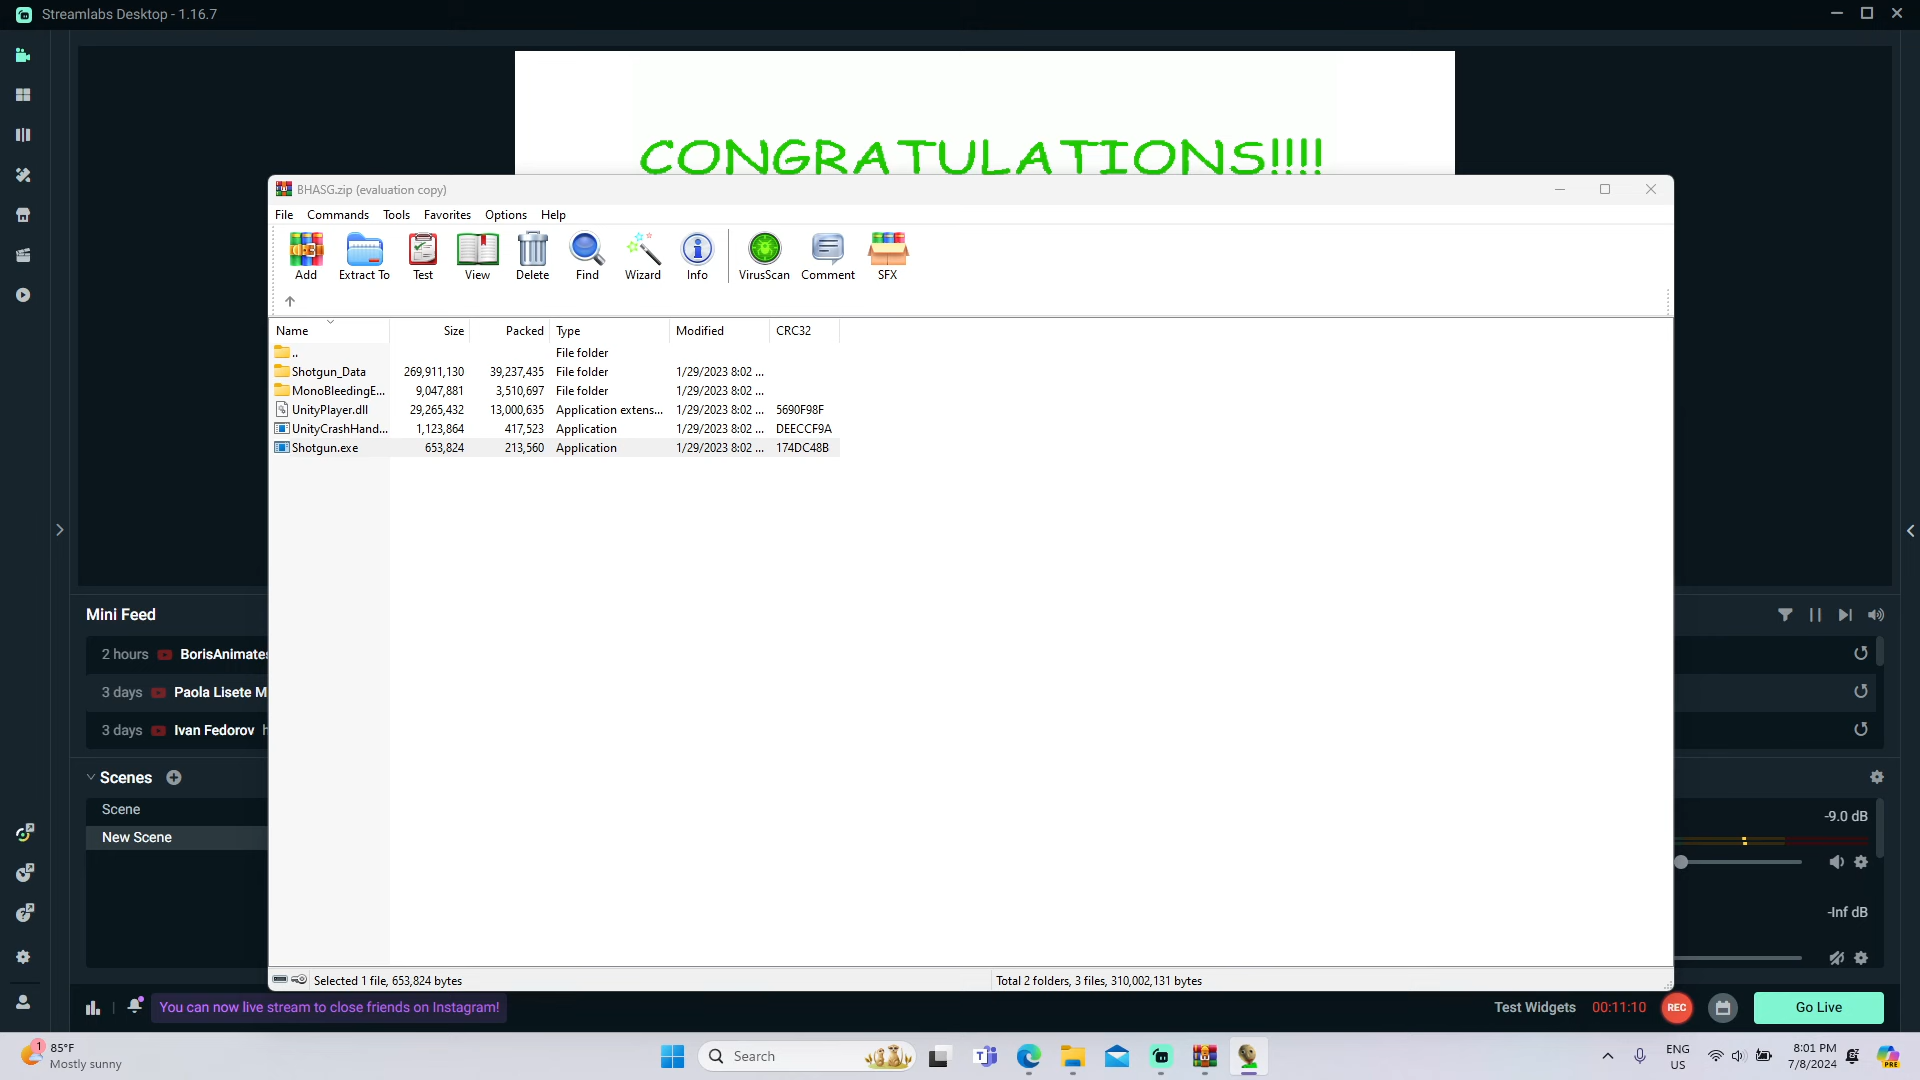 Streamlabs Desktop - 1.16.7
CONGRATULATIONS!!!!
BHASG.zip (evaluation copy)
File Commands Tools Favorites Options Help
Add Extract To Test View Delete Find Wizard Info VirusScan Comment SFX
Name Size Packed Type Modified CRC32
.. File folder
Shotgun_Data 269,911,130 39,237,435 File folder 1/29/2023 8:02 ...
MonoBleedingE... 9,047,881 3,510,697 File folder 1/29/2023 8:02 ...
UnityPlayer.dll 29,265,432 13,000,635 Application extens... 1/29/2023 8:02 ... 5690F98F
UnityCrashHand... 1,123,864 417,523 Application 1/29/2023 8:02 ... DEECCF9A
Shotgun.exe 653,824 213,560 Application 1/29/2023 8:02 ... 174DC48B
Mini Feed
2 hours BorisAnimates
3 days Paola Lisete M
3 days Ivan Fedorov h
Scenes
Scene
New Scene
-9.0 dB
-Inf dB
Selected 1 file, 653,824 bytes
Total 2 folders, 3 files, 310,002,131 bytes
You can now live stream to close friends on Instagram!
Test Widgets 00:11:10 REC Go Live
1 85°F
Mostly sunny
Search
ENG
US
8:01 PM
7/8/2024
PRE